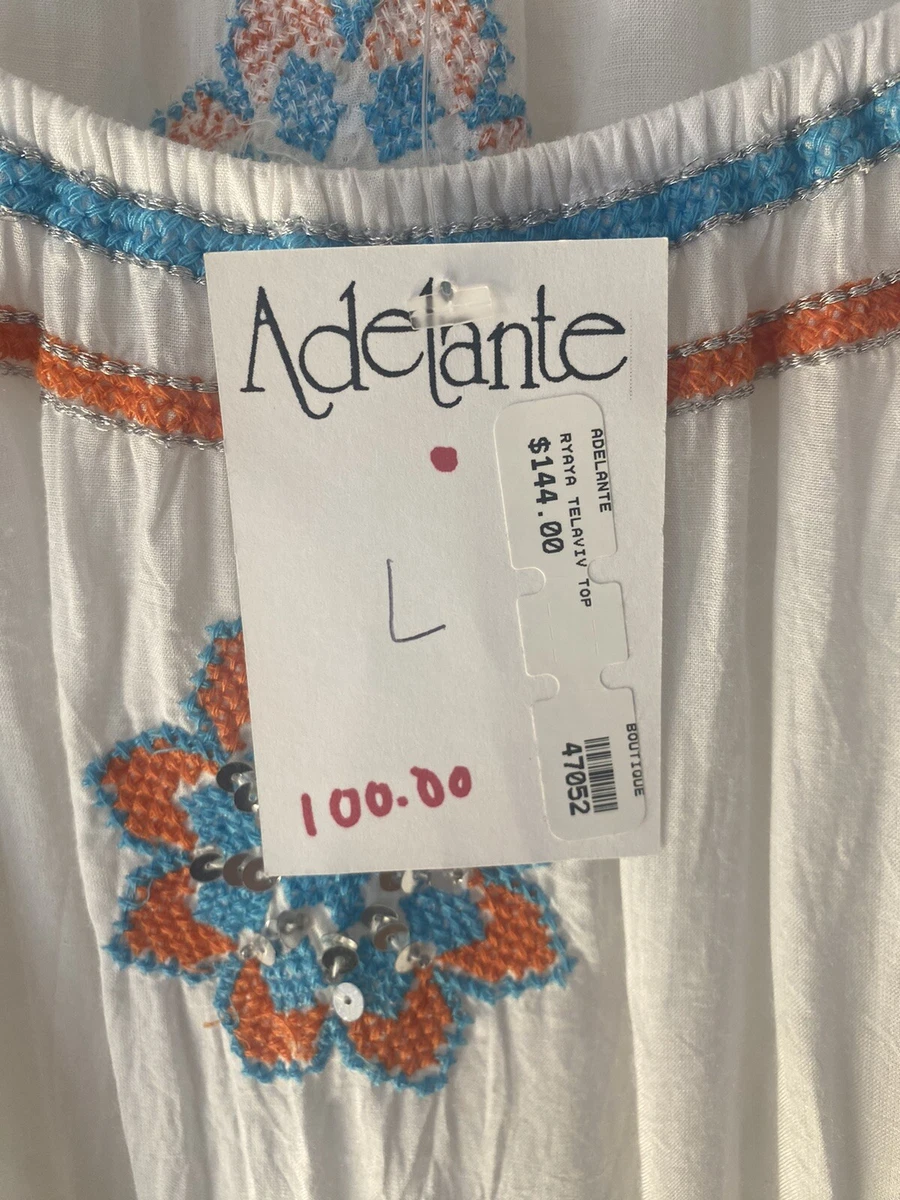 Adelante
L
100.00
ADELANTE
RYAYA TELAVIV TOP
$144.00
BOUTIQUE
47052